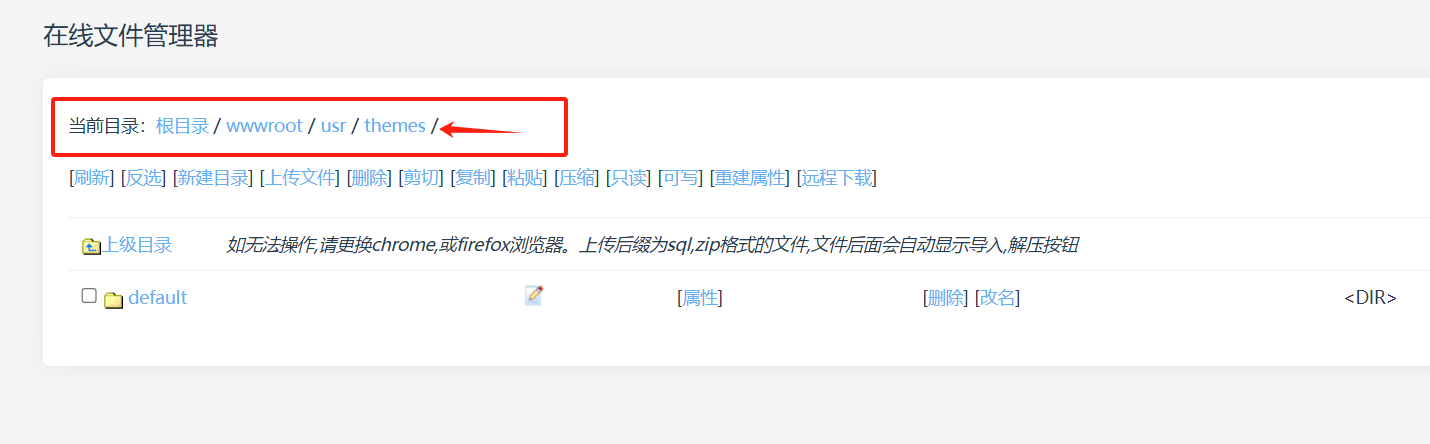 在线文件管理器
当前目录：根目录 / wwwroot / usr / themes /
[刷新] [反选] [新建目录] [上传文件] [删除] [剪切] [复制] [粘贴] [压缩] [只读] [可写] [重建属性] [远程下载]
上级目录 如无法操作,请更换chrome,或firefox浏览器。上传后缀为sql,zip格式的文件,文件后面会自动显示导入,解压按钮
default [属性] [删除] [改名] <DIR>